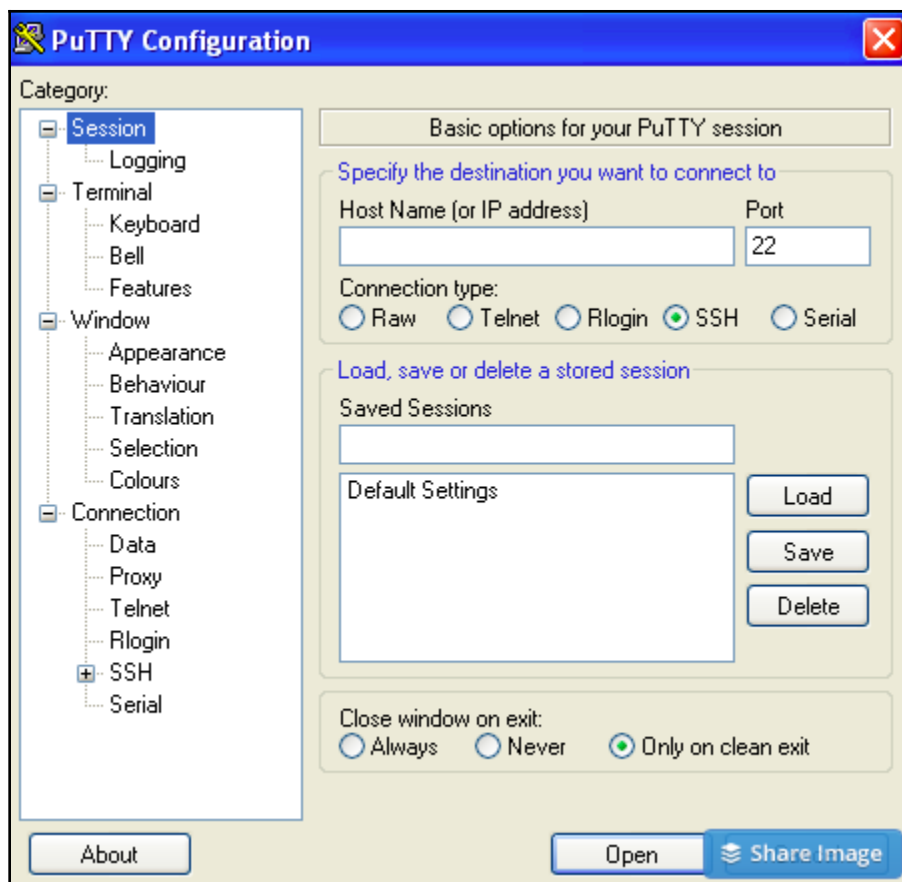 PuTTY Configuration
Category:
Session
Logging
Terminal
Keyboard
Bell
Features
Window
Appearance
Behaviour
Translation
Selection
Colours
Connection
Data
Proxy
Telnet
Rlogin
SSH
Serial
Basic options for your PuTTY session
Specify the destination you want to connect to
Host Name (or IP address) Port
22
Connection type:
Raw Telnet Rlogin SSH Serial
Load, save or delete a stored session
Saved Sessions
Default Settings
Load
Save
Delete
Close window on exit:
Always Never Only on clean exit
About Open Share Image